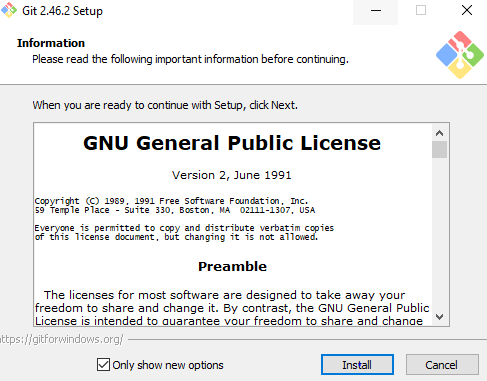 Git 2.46.2 Setup
Information
Please read the following important information before continuing.
When you are ready to continue with Setup, click Next.
GNU General Public License
Version 2, June 1991
Copyright (C) 1989, 1991 Free Software Foundation, Inc.
59 Temple Place - Suite 330, Boston, MA  02111-1307, USA
Everyone is permitted to copy and distribute verbatim copies
of this license document, but changing it is not allowed.
Preamble
The licenses for most software are designed to take away your
freedom to share and change it. By contrast, the GNU General Public
License is intended to guarantee your freedom to share and change
https://gitforwindows.org/
Only show new options
Install
Cancel